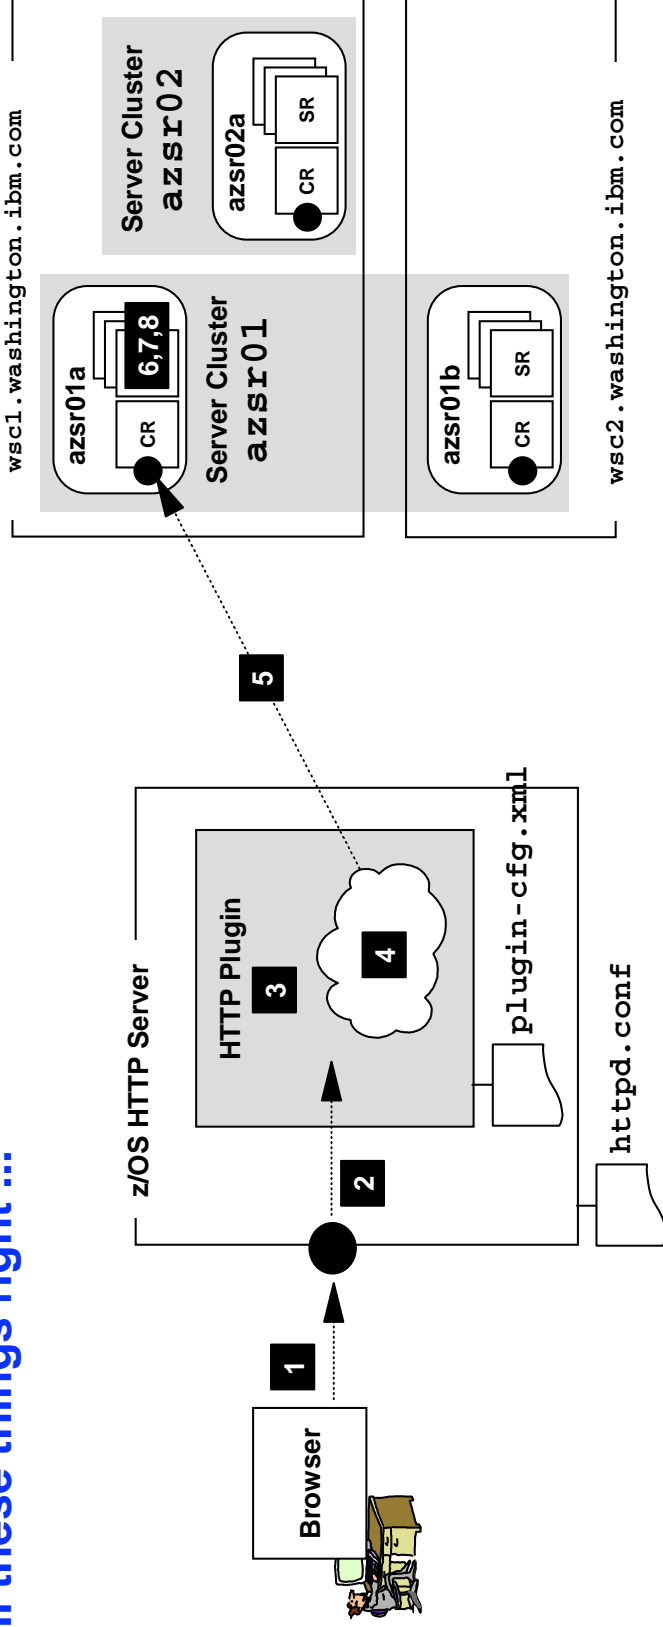 these things right ...
wsc1.washington.ibm.com
azsr01a
CR
6,7,8
Server Cluster
azsr01
Server Cluster
azsr02
azsr02a
CR
SR
z/OS HTTP Server
HTTP Plugin
3
5
1
Browser
2
4
azsr01b
CR
SR
plugin-cfg.xml
httpd.conf
wsc2.washington.ibm.com